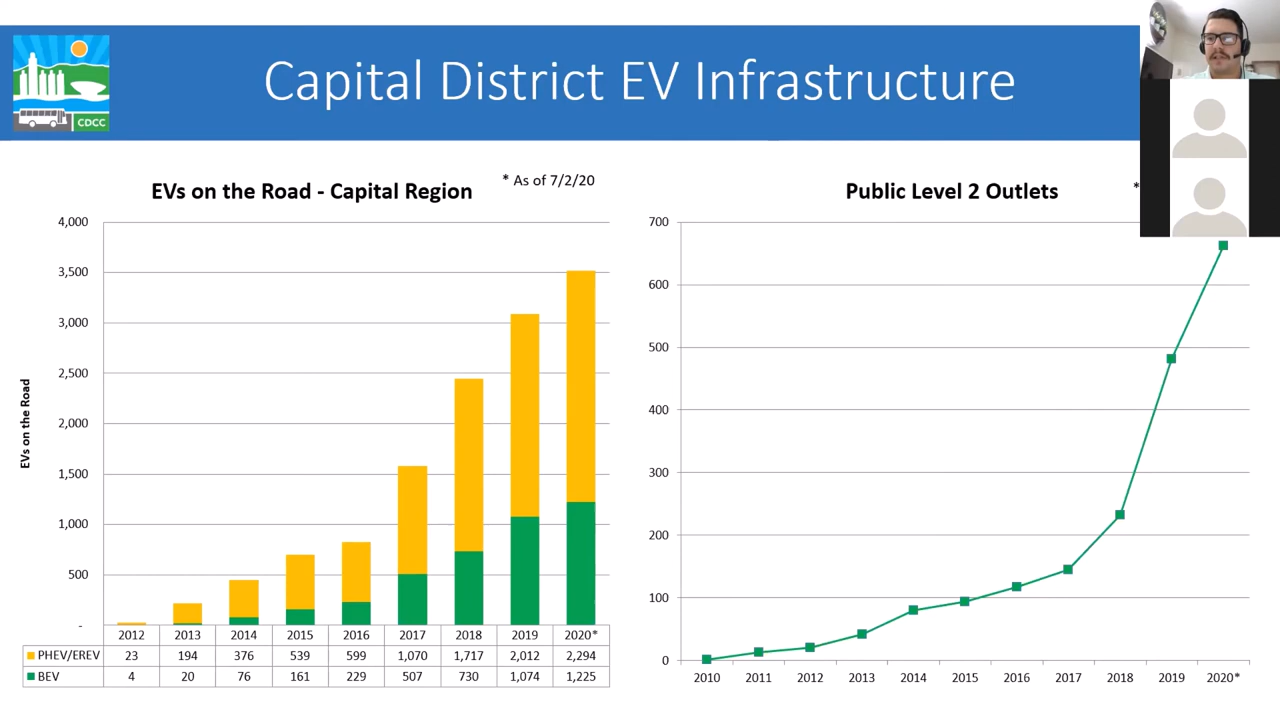 Capital District EV Infrastructure
CDCC
EVs on the Road - Capital Region
* As of 7/2/20
EVs on the Road
4,000
3,500
3,000
2,500
2,000
1,500
1,000
500
-
2012 2013 2014 2015 2016 2017 2018 2019 2020*
PHEV/EREV 23 194 376 539 599 1,070 1,717 2,012 2,294
BEV 4 20 76 161 229 507 730 1,074 1,225
Public Level 2 Outlets
*
700
600
500
400
300
200
100
0
2010 2011 2012 2013 2014 2015 2016 2017 2018 2019 2020*